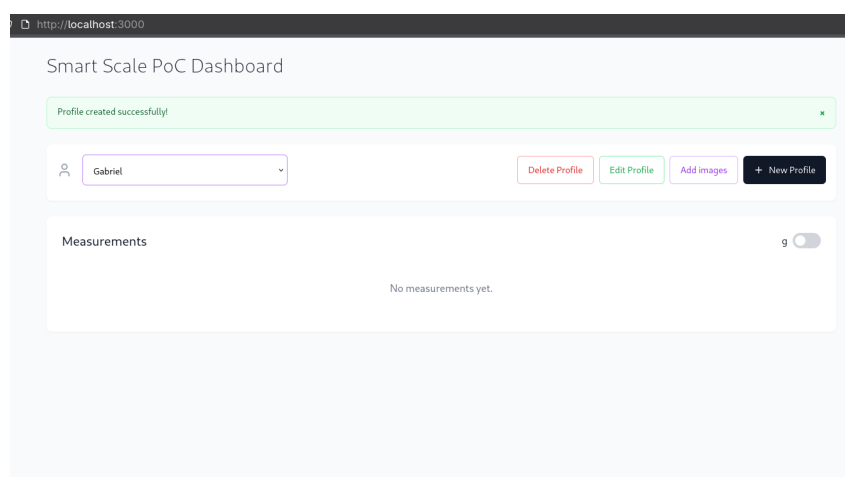 http://localhost:3000
Smart Scale PoC Dashboard
Profile created successfully!
Gabriel
Delete Profile
Edit Profile
Add images
+ New Profile
Measurements
g
No measurements yet.